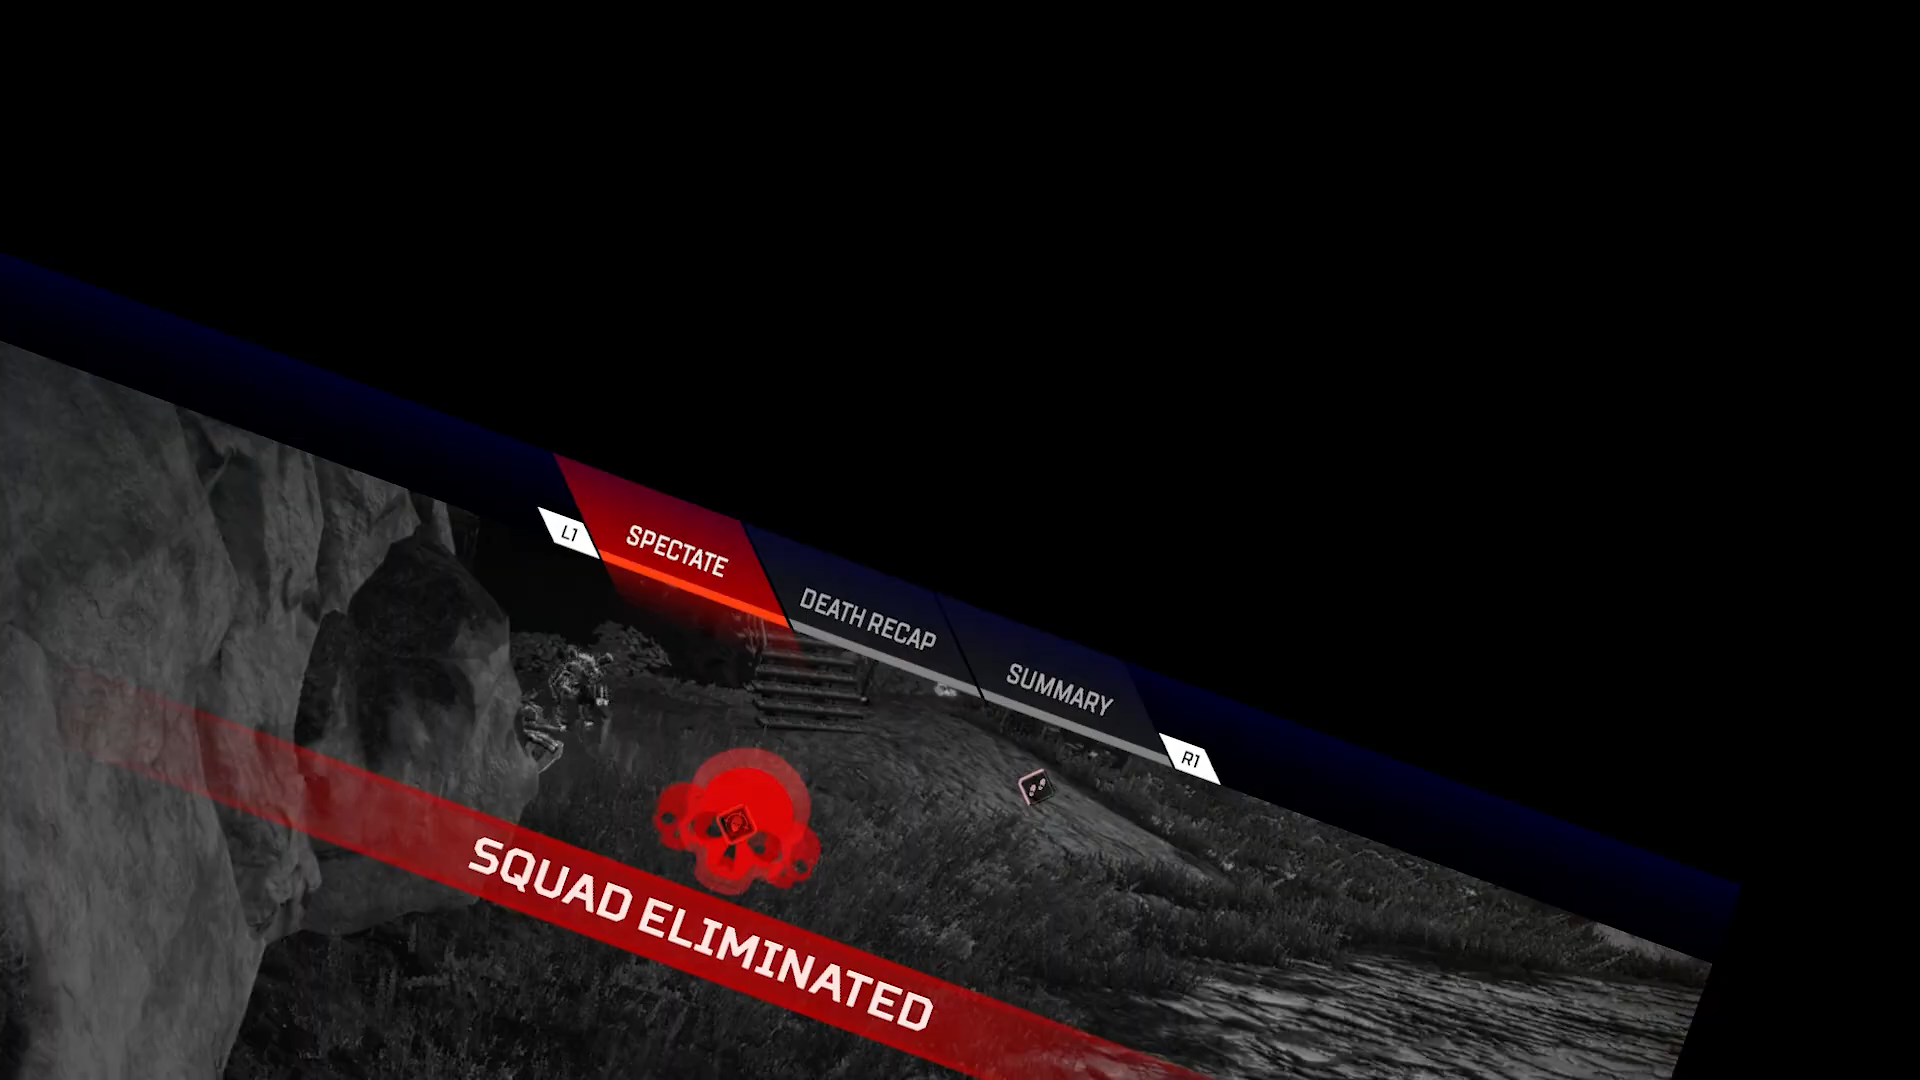 L1
SPECTATE
DEATH RECAP
SUMMARY
R1
SQUAD ELIMINATED